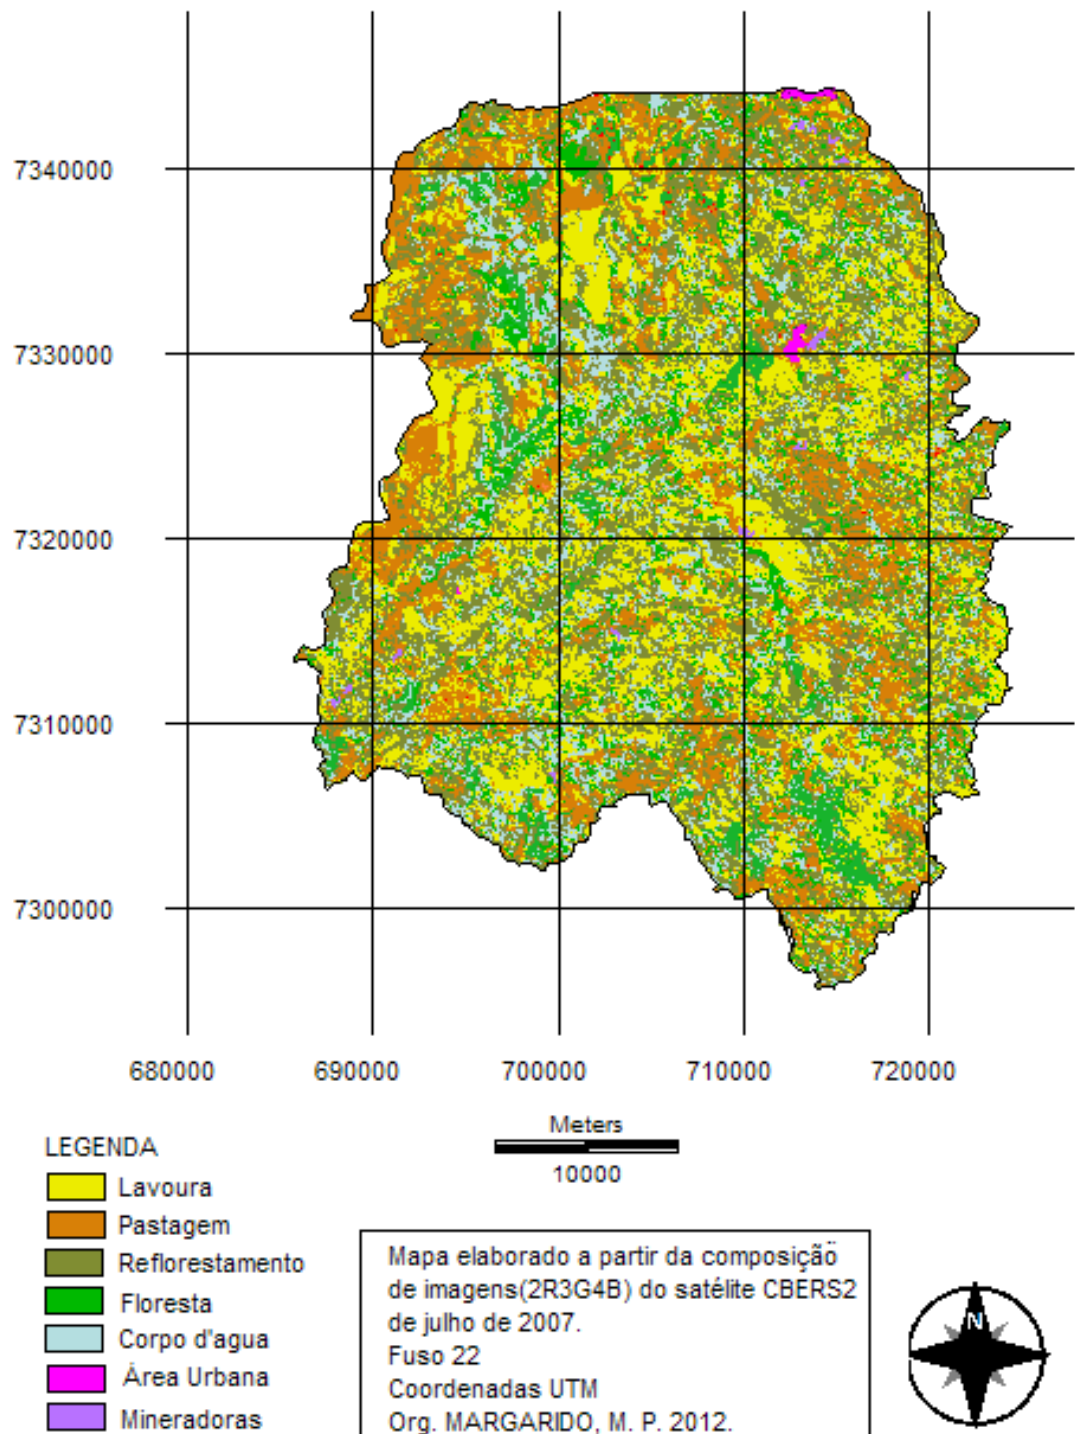 7340000
7330000
7320000
7310000
7300000
680000 690000 700000 710000 720000
Meters
10000
LEGENDA
Lavoura
Pastagem
Reflorestamento
Floresta
Corpo d'agua
Área Urbana
Mineradoras
Mapa elaborado a partir da composição
de imagens(2R3G4B) do satélite CBERS2
de julho de 2007.
Fuso 22
Coordenadas UTM
Org. MARGARIDO, M. P. 2012.
N